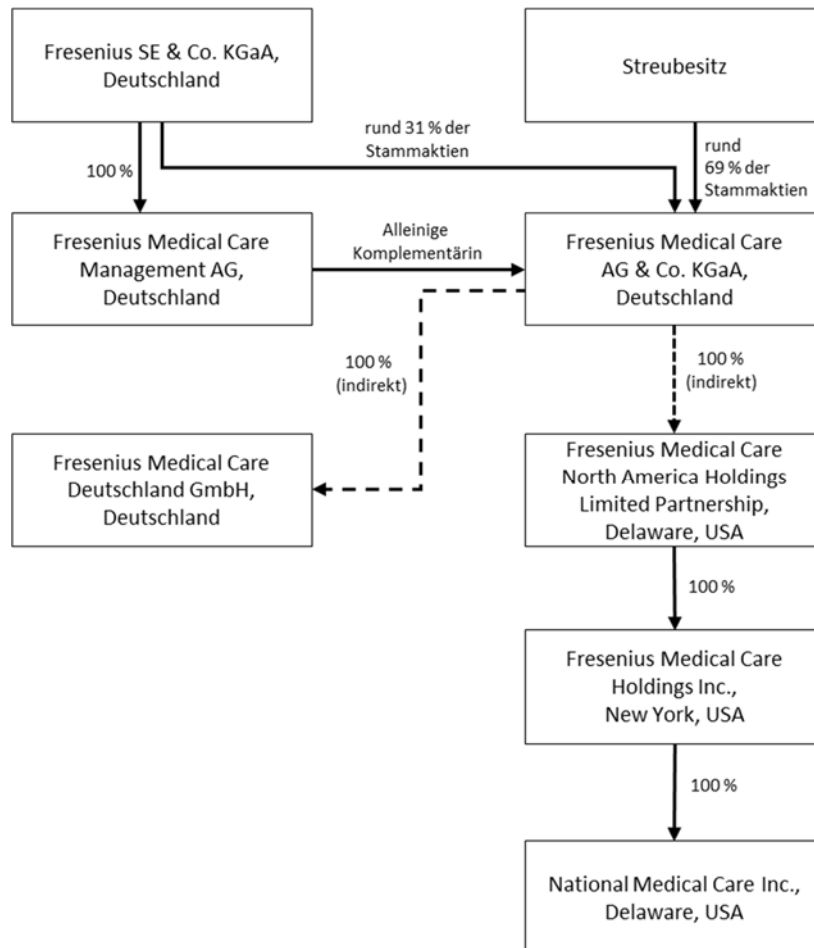 Fresenius SE & Co. KGaA,
Deutschland
Streubesitz
rund 31 % der
Stammaktien
100 %
rund
69 % der
Stammaktien
Fresenius Medical Care
Management AG,
Deutschland
Alleinige
Komplementärin
Fresenius Medical Care
AG & Co. KGaA,
Deutschland
100 %
(indirekt)
100 %
(indirekt)
Fresenius Medical Care
Deutschland GmbH,
Deutschland
Fresenius Medical Care
North America Holdings
Limited Partnership,
Delaware, USA
100 %
Fresenius Medical Care
Holdings Inc.,
New York, USA
100 %
National Medical Care Inc.,
Delaware, USA